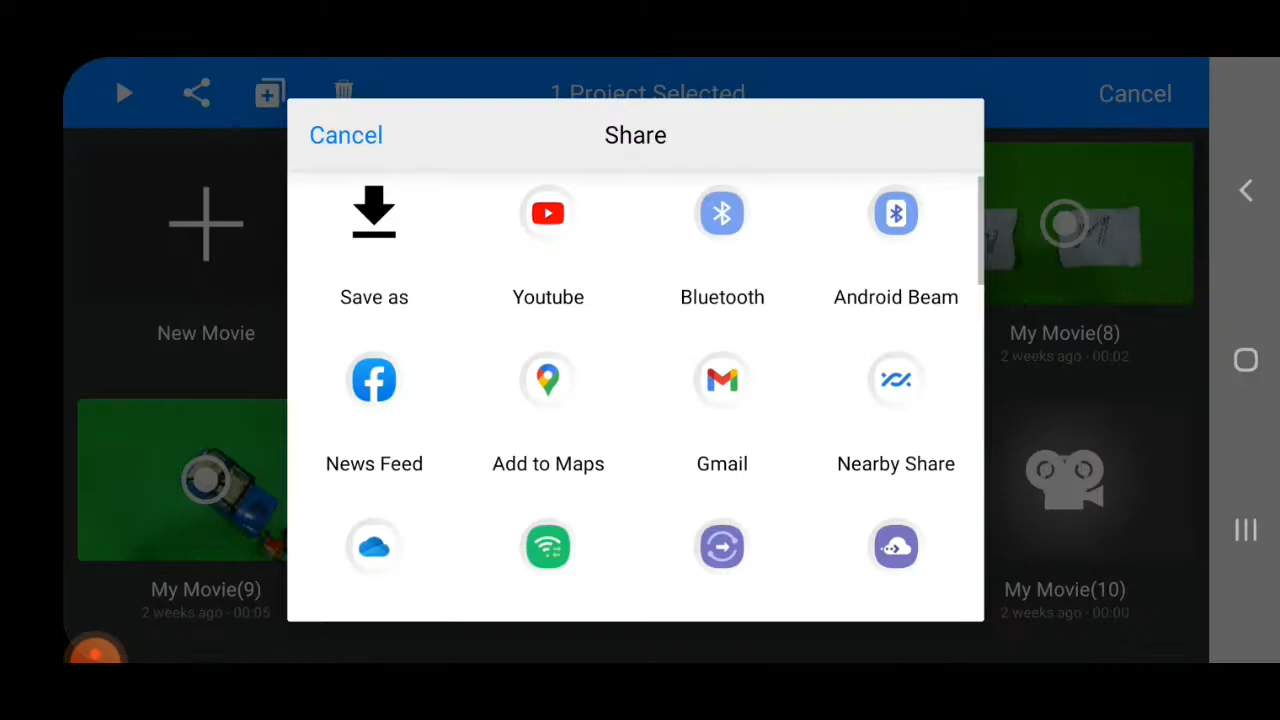 1 Project Selected
Cancel
Cancel
Share
Save as
Youtube
Bluetooth
Android Beam
New Movie
My Movie(8)
2 weeks ago - 00:02
News Feed
Add to Maps
Gmail
Nearby Share
My Movie(9)
2 weeks ago - 00:05
My Movie(10)
2 weeks ago - 00:00